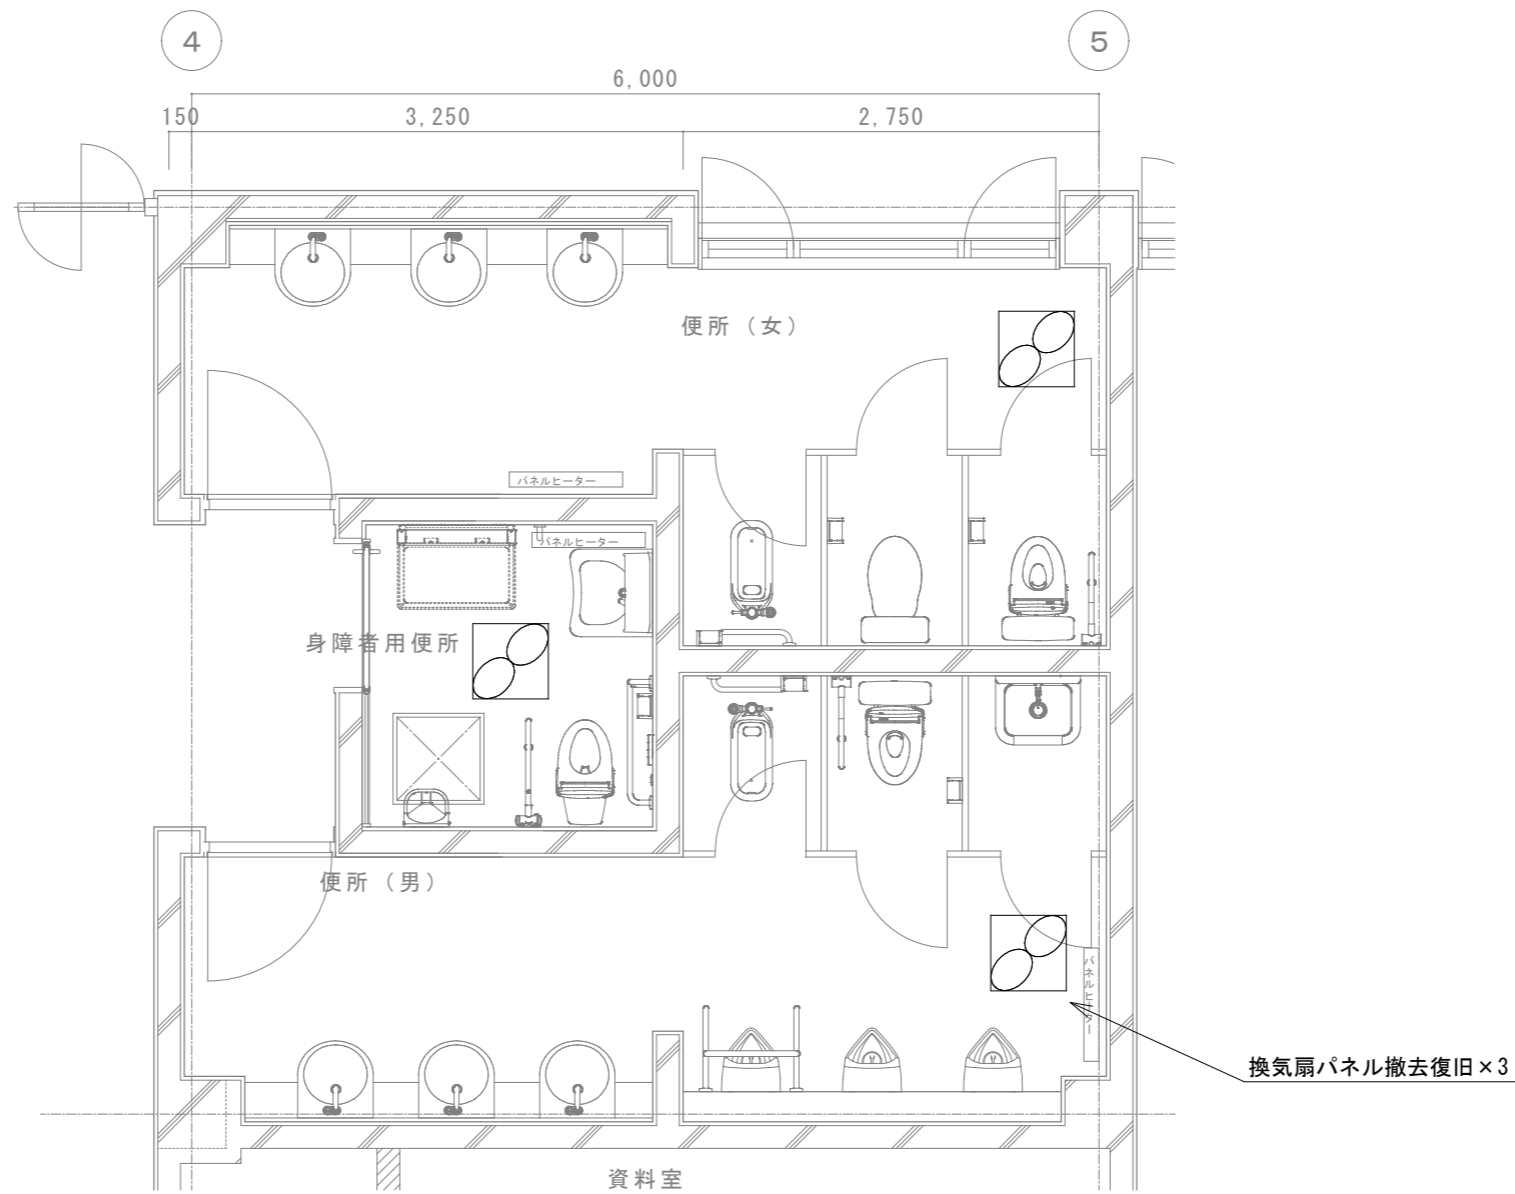 4 5
6,000
150 3,250 2,750
便所（女）
パネルヒーター
パネルヒーター
身障者用便所
便所（男）
パネルヒーター
換気扇パネル撤去復旧×3
資料室